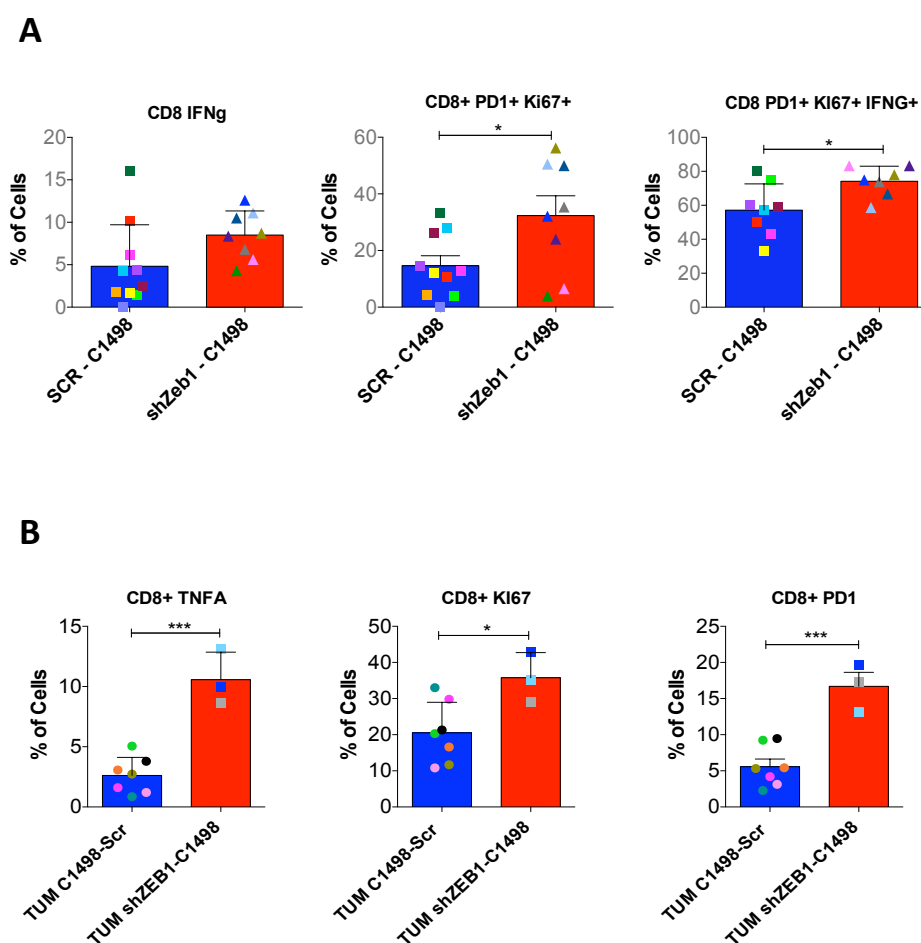 A
CD8 IFNg
% of Cells
20
15
10
5
0
SCR - C1498
shZeb1 - C1498
CD8+ PD1+ Ki67+
*
% of Cells
60
40
20
0
SCR - C1498
shZeb1 - C1498
CD8 PD1+ KI67+ IFNG+
*
% of Cells
100
80
60
40
20
0
SCR - C1498
shZeb1 - C1498
B
CD8+ TNFA
***
% of Cells
15
10
5
0
TUM C1498-Scr
TUM shZEB1-C1498
CD8+ KI67
*
% of Cells
50
40
30
20
10
0
TUM C1498-Scr
TUM shZEB1-C1498
CD8+ PD1
***
% of Cells
25
20
15
10
5
0
TUM C1498-Scr
TUM shZEB1-C1498